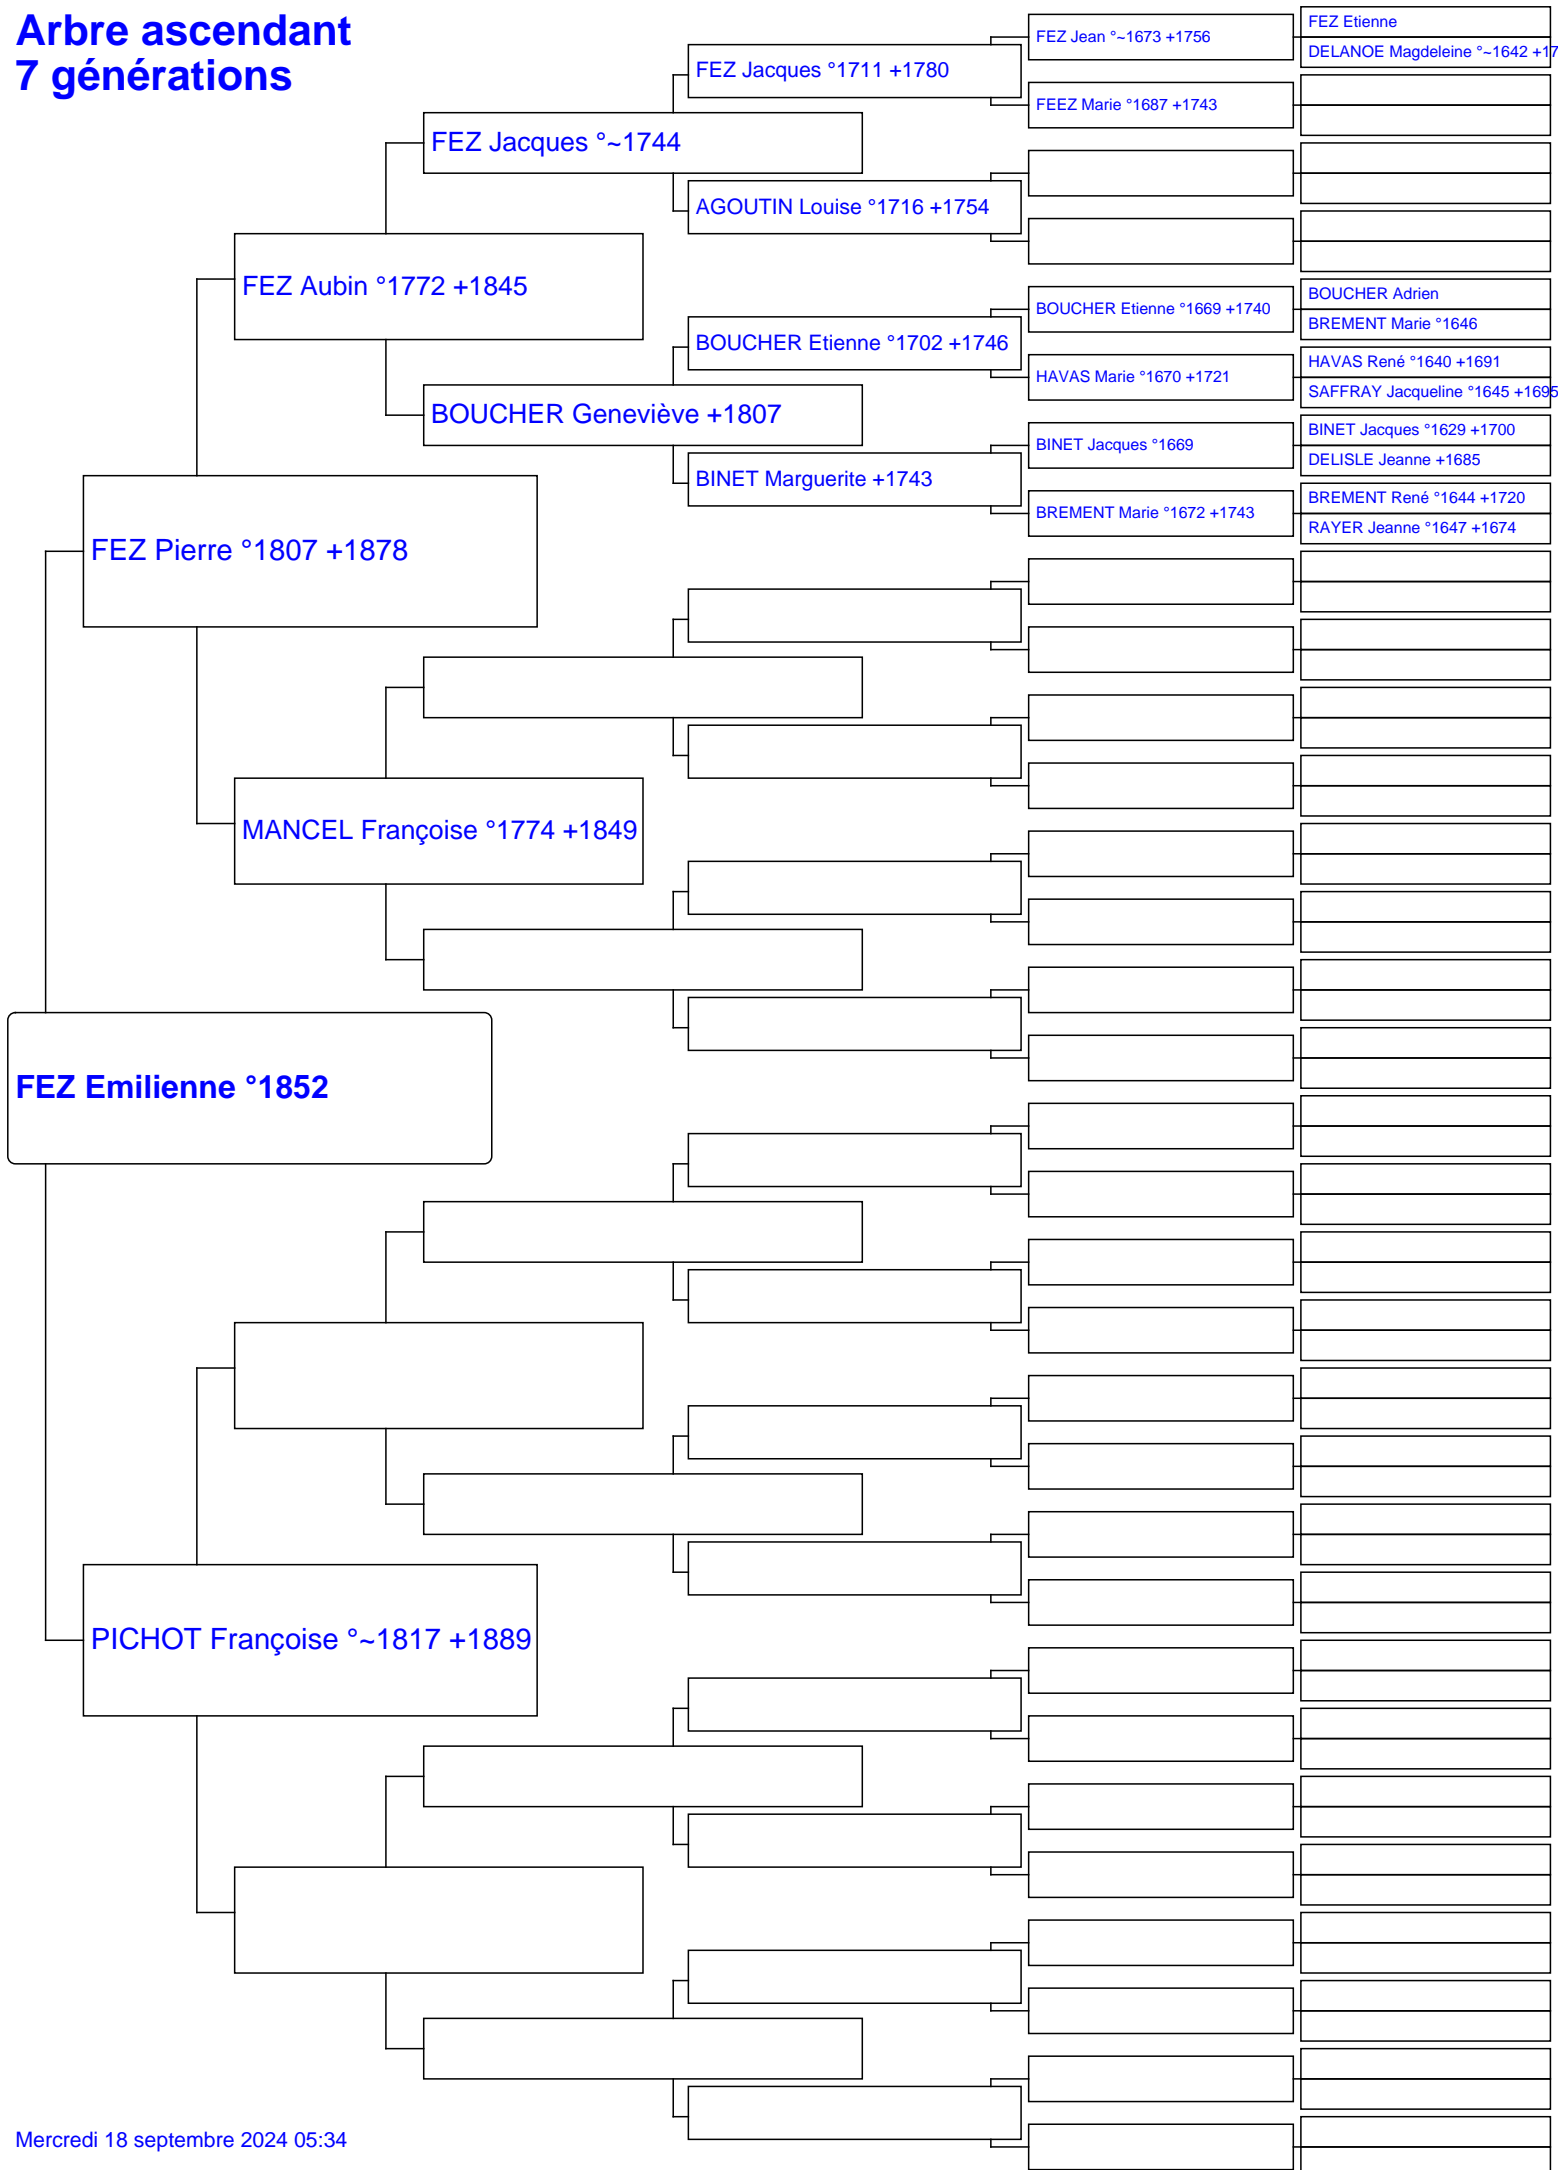 Arbre ascendant
7 générations
FEZ Etienne
FEZ Jean °~1673 +1756
DELANOE Magdeleine °~1642 +17
FEZ Jacques °1711 +1780
FEEZ Marie °1687 +1743
FEZ Jacques °~1744
AGOUTIN Louise °1716 +1754
FEZ Aubin °1772 +1845
BOUCHER Adrien
BOUCHER Etienne °1669 +1740
BREMENT Marie °1646
BOUCHER Etienne °1702 +1746
HAVAS René °1640 +1691
HAVAS Marie °1670 +1721
SAFFRAY Jacqueline °1645 +1695
BOUCHER Geneviève +1807
BINET Jacques °1629 +1700
BINET Jacques °1669
DELISLE Jeanne +1685
BINET Marguerite +1743
BREMENT René °1644 +1720
BREMENT Marie °1672 +1743
RAYER Jeanne °1647 +1674
FEZ Pierre °1807 +1878
MANCEL Françoise °1774 +1849
FEZ Emilienne °1852
PICHOT Françoise °~1817 +1889
Mercredi 18 septembre 2024 05:34